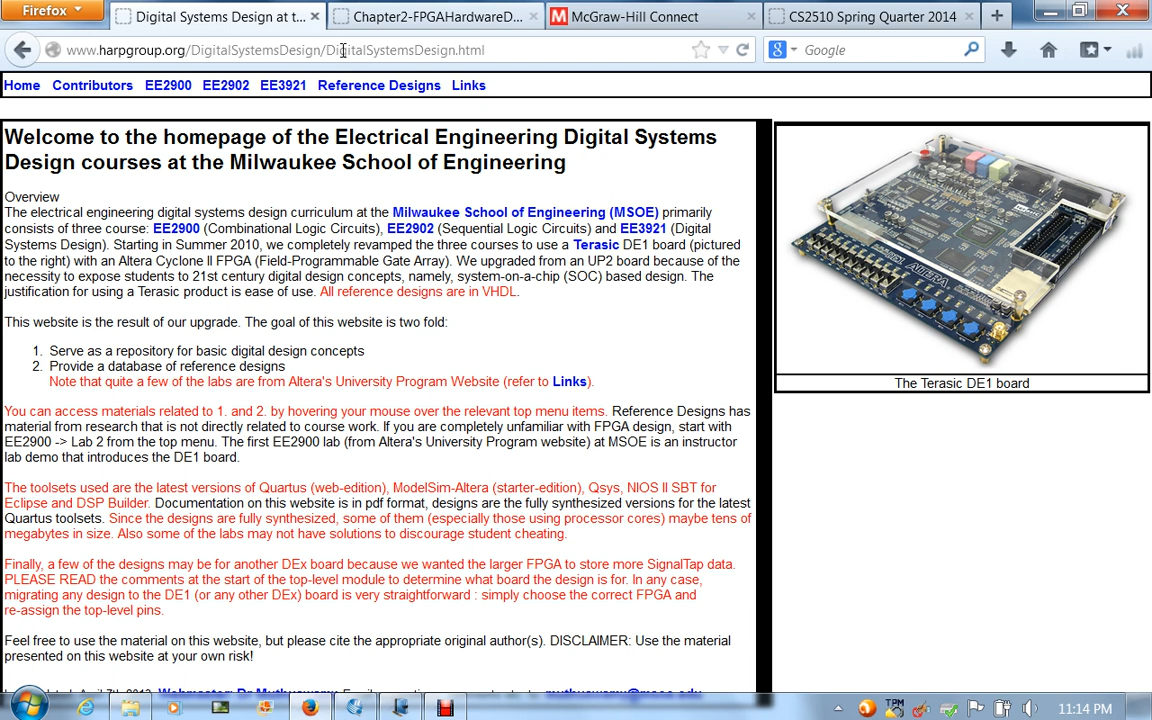 Firefox
Digital Systems Design at t...
Chapter2-FPGAHardwareD...
McGraw-Hill Connect
CS2510 Spring Quarter 2014
www.harpgroup.org/DigitalSystemsDesign/DigitalSystemsDesign.html
Google
Home Contributors EE2900 EE2902 EE3921 Reference Designs Links
Welcome to the homepage of the Electrical Engineering Digital Systems
Design courses at the Milwaukee School of Engineering
Overview
The electrical engineering digital systems design curriculum at the Milwaukee School of Engineering (MSOE) primarily
consists of three course: EE2900 (Combinational Logic Circuits), EE2902 (Sequential Logic Circuits) and EE3921 (Digital
Systems Design). Starting in Summer 2010, we completely revamped the three courses to use a Terasic DE1 board (pictured
to the right) with an Altera Cyclone II FPGA (Field-Programmable Gate Array). We upgraded from an UP2 board because of the
necessity to expose students to 21st century digital design concepts, namely, system-on-a-chip (SOC) based design. The
justification for using a Terasic product is ease of use. All reference designs are in VHDL.
This website is the result of our upgrade. The goal of this website is two fold:
1. Serve as a repository for basic digital design concepts
2. Provide a database of reference designs
Note that quite a few of the labs are from Altera's University Program Website (refer to Links).
You can access materials related to 1. and 2. by hovering your mouse over the relevant top menu items. Reference Designs has
material from research that is not directly related to course work. If you are completely unfamiliar with FPGA design, start with
EE2900 -> Lab 2 from the top menu. The first EE2900 lab (from Altera's University Program website) at MSOE is an instructor
lab demo that introduces the DE1 board.
The toolsets used are the latest versions of Quartus (web-edition), ModelSim-Altera (starter-edition), Qsys, NIOS II SBT for
Eclipse and DSP Builder. Documentation on this website is in pdf format, designs are the fully synthesized versions for the latest
Quartus toolsets. Since the designs are fully synthesized, some of them (especially those using processor cores) maybe tens of
megabytes in size. Also some of the labs may not have solutions to discourage student cheating.
Finally, a few of the designs may be for another DEx board because we wanted the larger FPGA to store more SignalTap data.
PLEASE READ the comments at the start of the top-level module to determine what board the design is for. In any case,
migrating any design to the DE1 (or any other DEx) board is very straightforward : simply choose the correct FPGA and
re-assign the top-level pins.
Feel free to use the material on this website, but please cite the appropriate original author(s). DISCLAIMER: Use the material
presented on this website at your own risk!
ALTERA
The Terasic DE1 board
TPM
11:14 PM